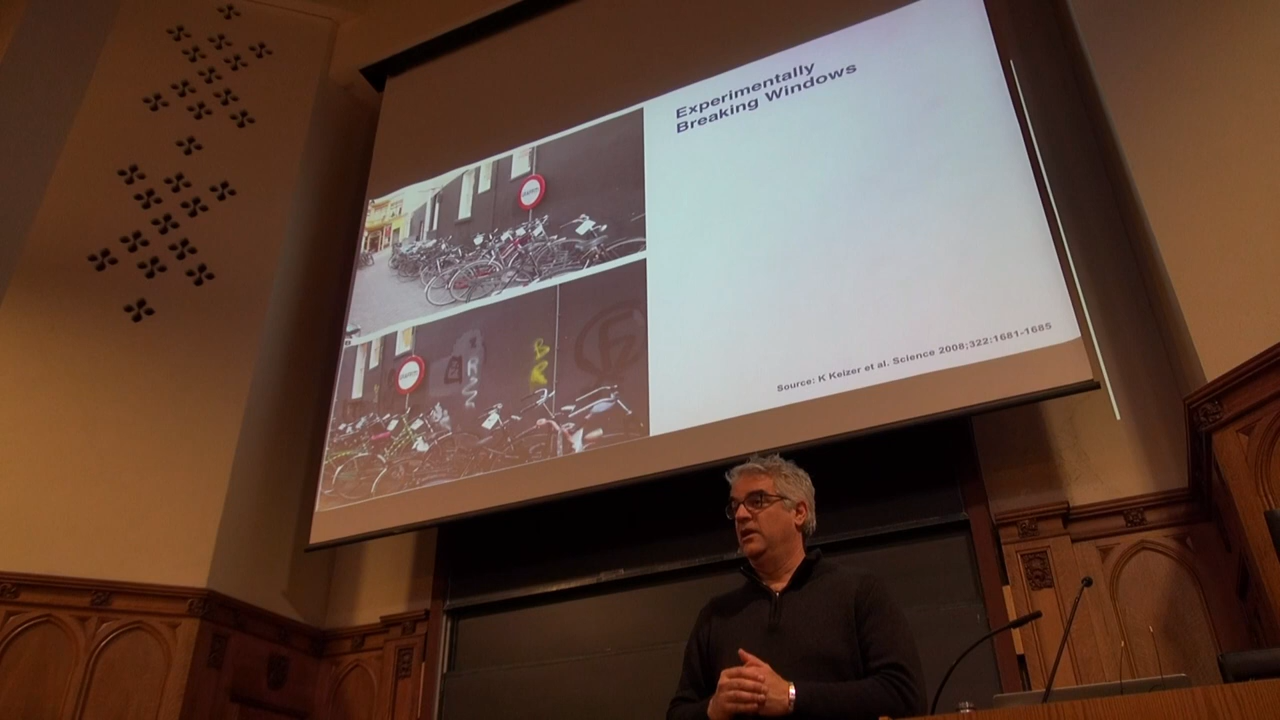 Experimentally
Breaking Windows
Source: K Keizer et al. Science 2008;322:1681-1685